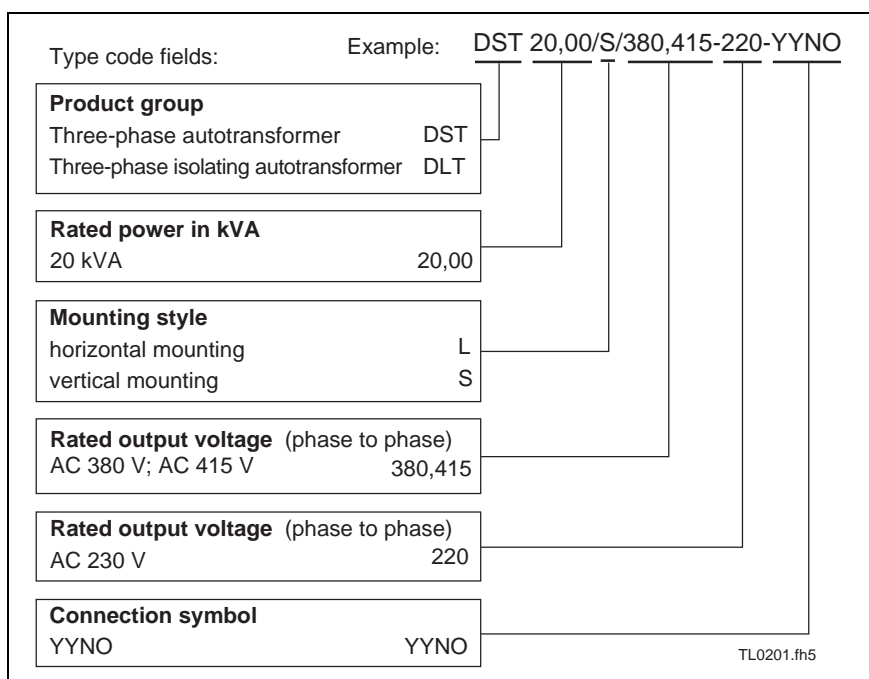 Type code fields:
Example: DST 20,00/S/380,415-220-YYNO
Product group
Three-phase autotransformer DST
Three-phase isolating autotransformer DLT
Rated power in kVA
20 kVA 20,00
Mounting style
horizontal mounting L
vertical mounting S
Rated output voltage (phase to phase)
AC 380 V; AC 415 V 380,415
Rated output voltage (phase to phase)
AC 230 V 220
Connection symbol
YYNO YYNO
TL0201.fh5